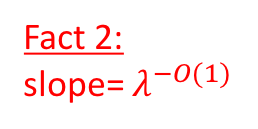 Fact 2:
slope= λ^{-O(1)}